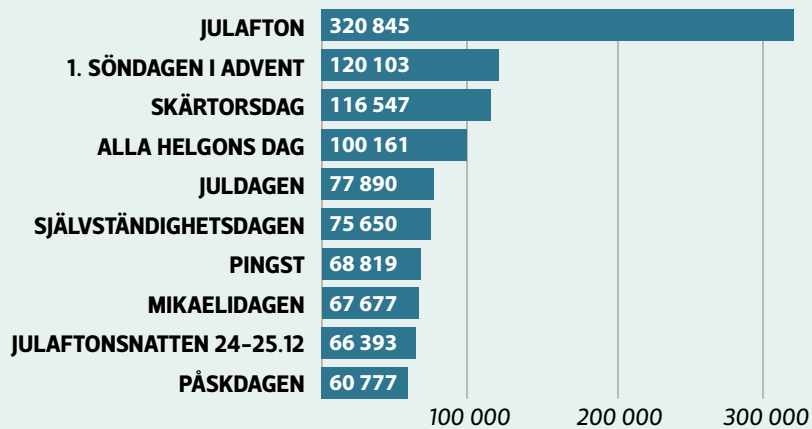 JULAFTON 320 845
1. SÖNDAGEN I ADVENT 120 103
SKÄRTORSDAG 116 547
ALLA HELGONS DAG 100 161
JULDAGEN 77 890
SJÄLVSTÄNDIGHETSDAGEN 75 650
PINGST 68 819
MIKAELIDAGEN 67 677
JULAFTONSNATTEN 24–25.12 66 393
PÅSKDAGEN 60 777
100 000 200 000 300 000